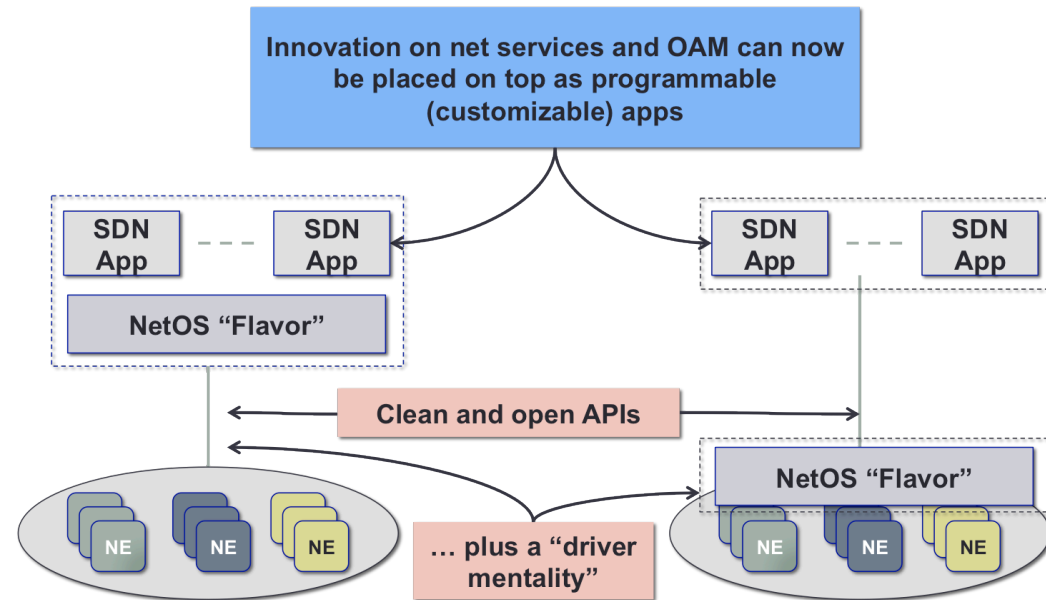 Innovation on net services and OAM can now
be placed on top as programmable
(customizable) apps
SDN
App
SDN
App
SDN
App
SDN
App
NetOS “Flavor”
Clean and open APIs
NetOS “Flavor”
NE
NE
NE
… plus a “driver
mentality”
NE
NE
NE